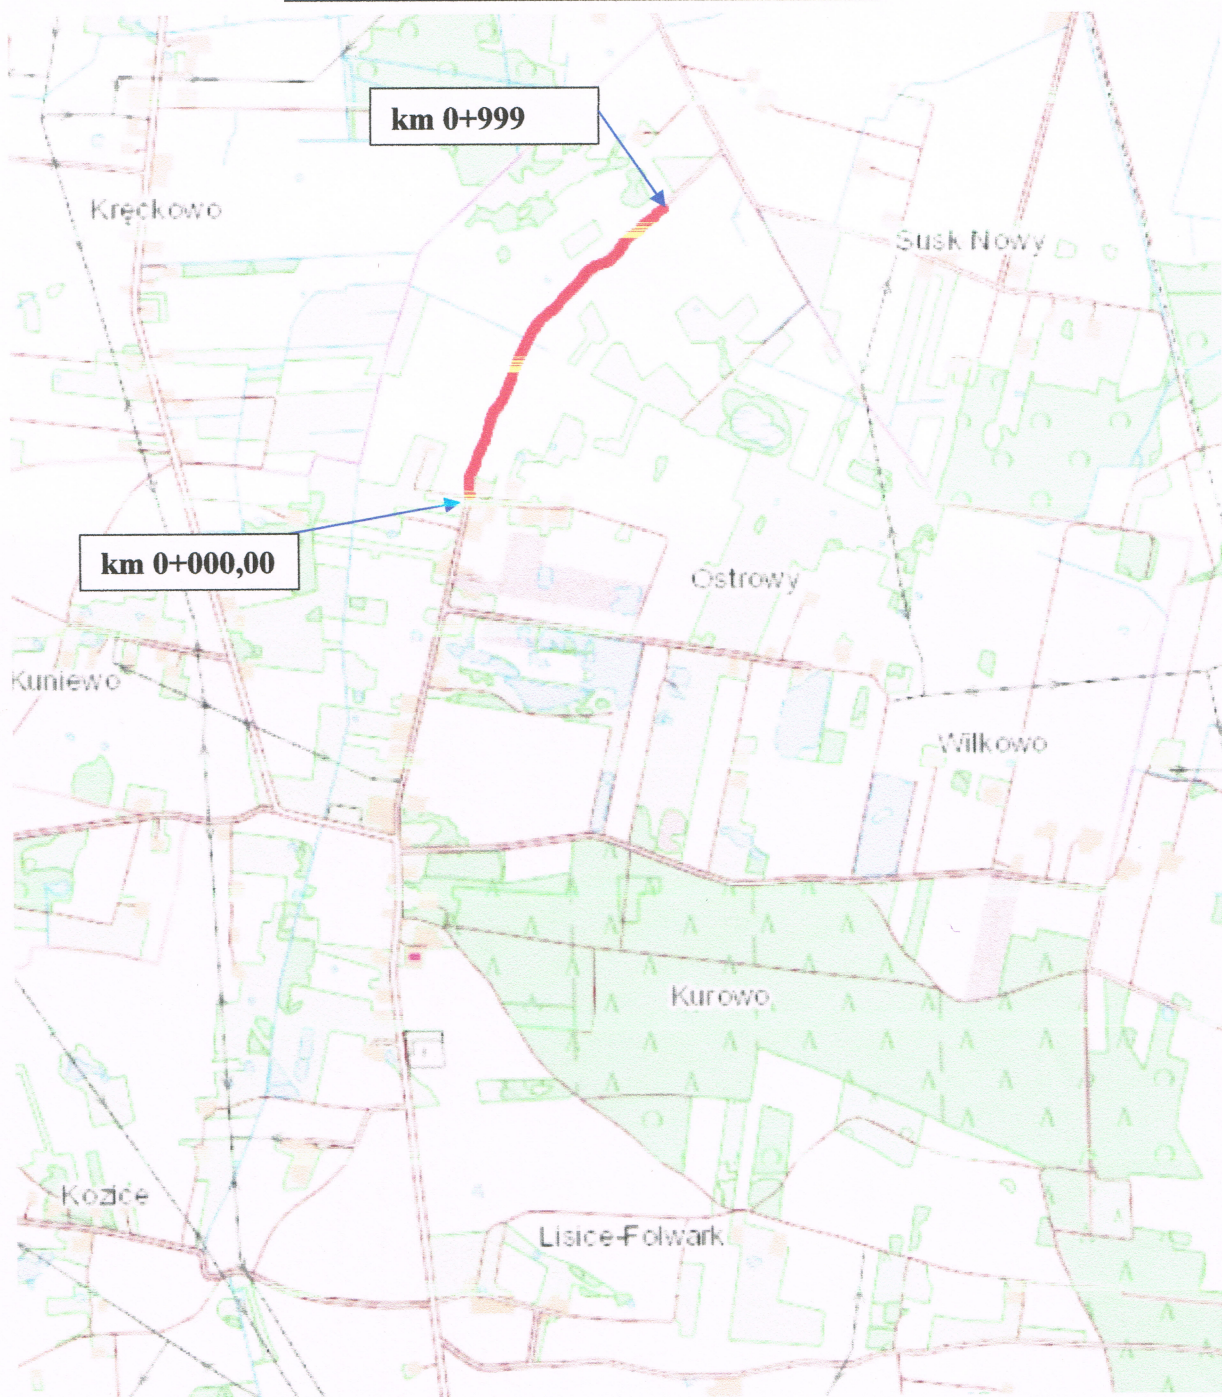 km 0+999
Kręckowo
Susk Nowy
km 0+000,00
Ostrowy
Kuniewo
Wilkowo
Kurowo
Kozice
Lisice-Folwark